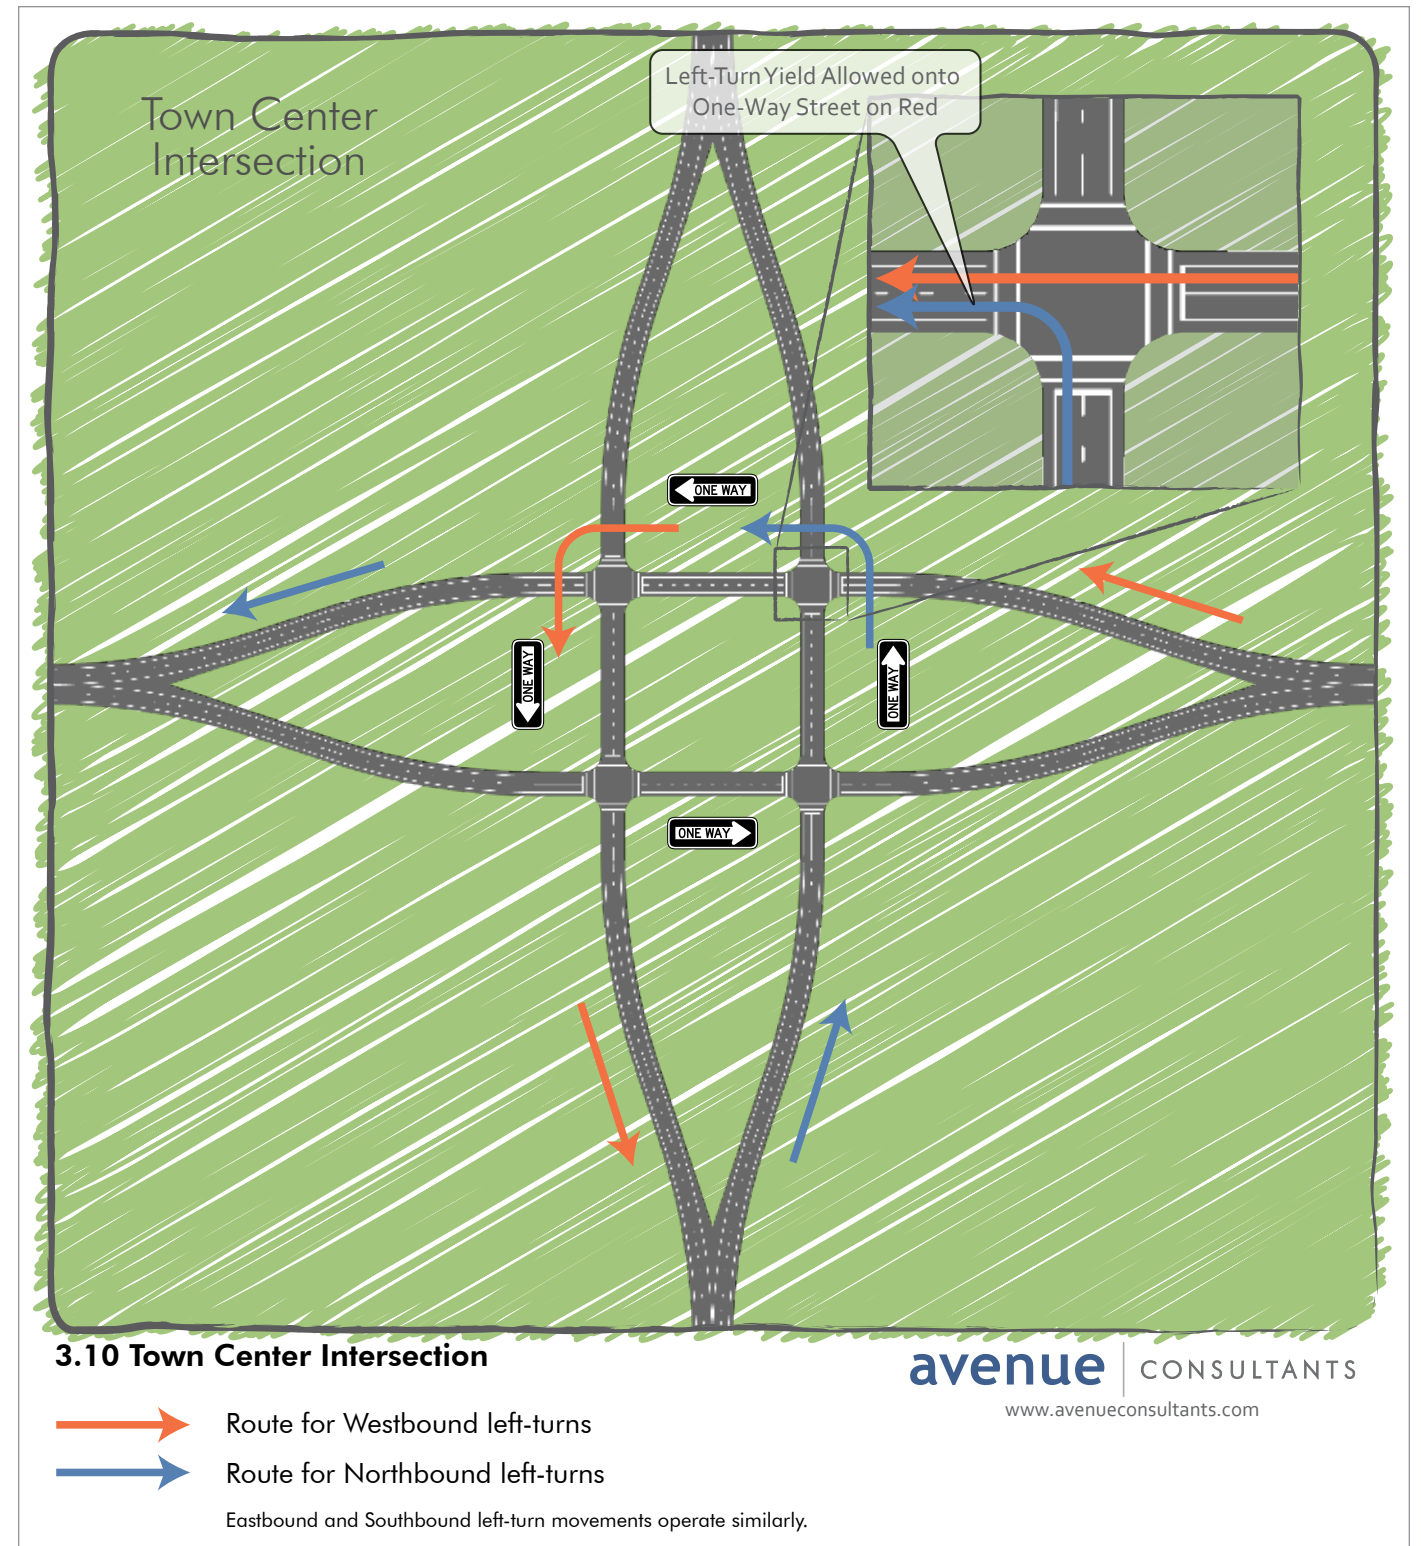 Town Center
Intersection
Left-Turn Yield Allowed onto
One-Way Street on Red
ONE WAY
ONE WAY
ONE WAY
ONE WAY
3.10 Town Center Intersection
avenue CONSULTANTS
www.avenueconsultants.com
Route for Westbound left-turns
Route for Northbound left-turns
Eastbound and Southbound left-turn movements operate similarly.